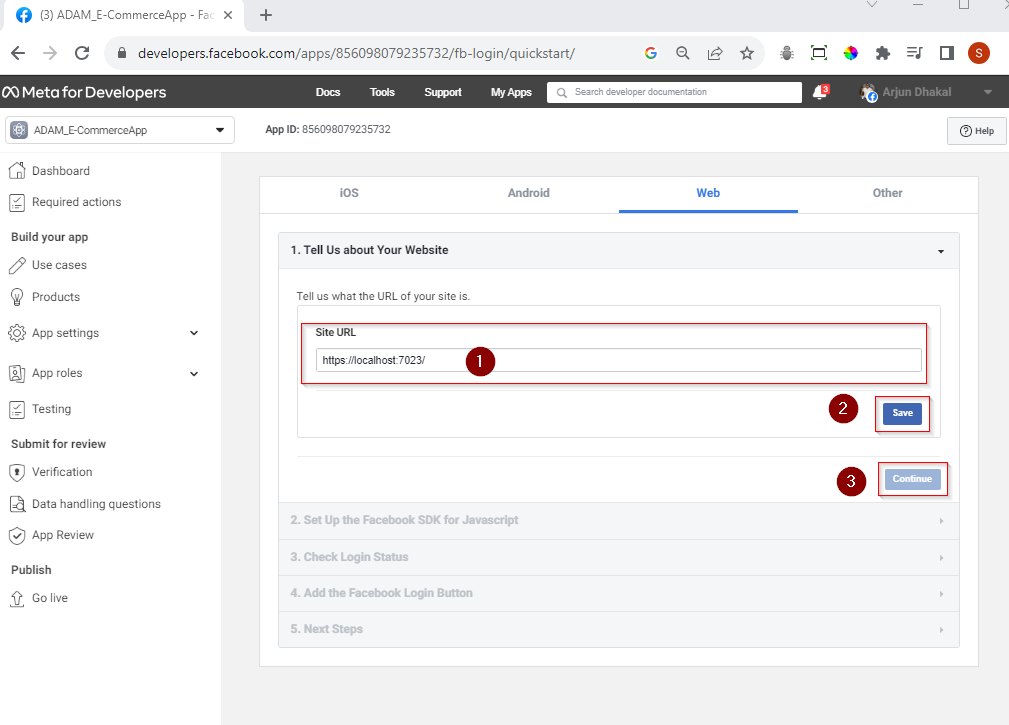 (3) ADAM_E-CommerceApp - Fac
developers.facebook.com/apps/856098079235732/fb-login/quickstart/
S
Meta for Developers
Docs
Tools
Support
My Apps
Search developer documentation
3
Arjun Dhakal
ADAM_E-CommerceApp
App ID: 856098079235732
Help
Dashboard
Required actions
Build your app
Use cases
Products
App settings
App roles
Testing
Submit for review
Verification
Data handling questions
App Review
Publish
Go live
iOS
Android
Web
Other
1. Tell Us about Your Website
Tell us what the URL of your site is.
Site URL
https://localhost:7023/
1
2
Save
3
Continue
2. Set Up the Facebook SDK for Javascript
3. Check Login Status
4. Add the Facebook Login Button
5. Next Steps